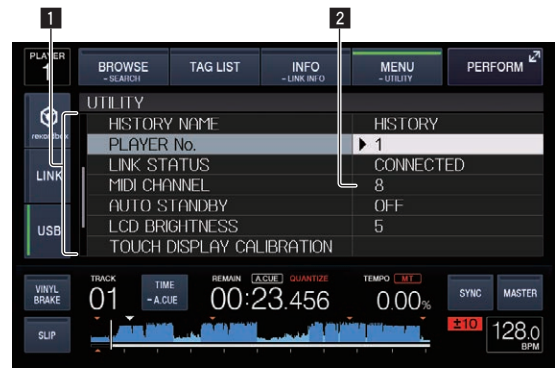 1 2
PLAYER
1
BROWSE
- SEARCH
TAG LIST
INFO
- LINK INFO
MENU
- UTILITY
PERFORM
rekordbox
LINK
USB
UTILITY
HISTORY NAME HISTORY
PLAYER No. 1
LINK STATUS CONNECTED
MIDI CHANNEL 8
AUTO STANDBY OFF
LCD BRIGHTNESS 5
TOUCH DISPLAY CALIBRATION
1
VINYL
BRAKE
SLIP
TRACK
01
TIME
- A.CUE
REMAIN A.CUE QUANTIZE
00:23.456
TEMPO MT
0.00%
SYNC
MASTER
±10
128.0
BPM